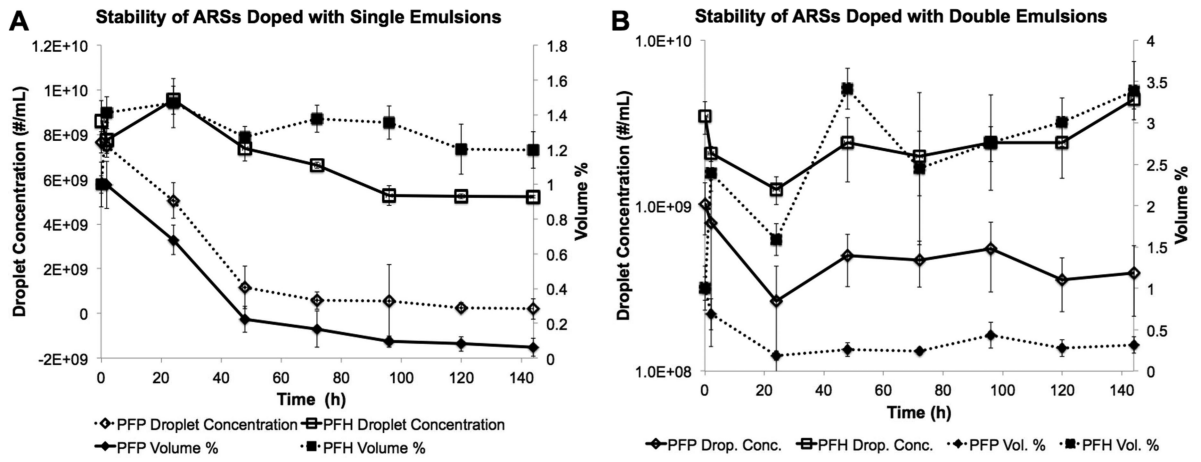 A
Stability of ARSs Doped with Single Emulsions
Droplet Concentration (#/mL)
1.2E+10
1E+10
8E+09
6E+09
4E+09
2E+09
0
-2E+09
1.8
1.6
1.4
1.2
1
0.8
0.6
0.4
0.2
0
Volume %
0 20 40 60 80 100 120 140
Time (h)
PFP Droplet Concentration PFH Droplet Concentration
PFP Volume % PFH Volume %
B
Stability of ARSs Doped with Double Emulsions
Droplet Concentration (#/mL)
1.0E+10
1.0E+09
1.0E+08
4
3.5
3
2.5
2
1.5
1
0.5
0
Volume %
0 20 40 60 80 100 120 140
Time (h)
PFP Drop. Conc. PFH Drop. Conc. PFP Vol. % PFH Vol. %